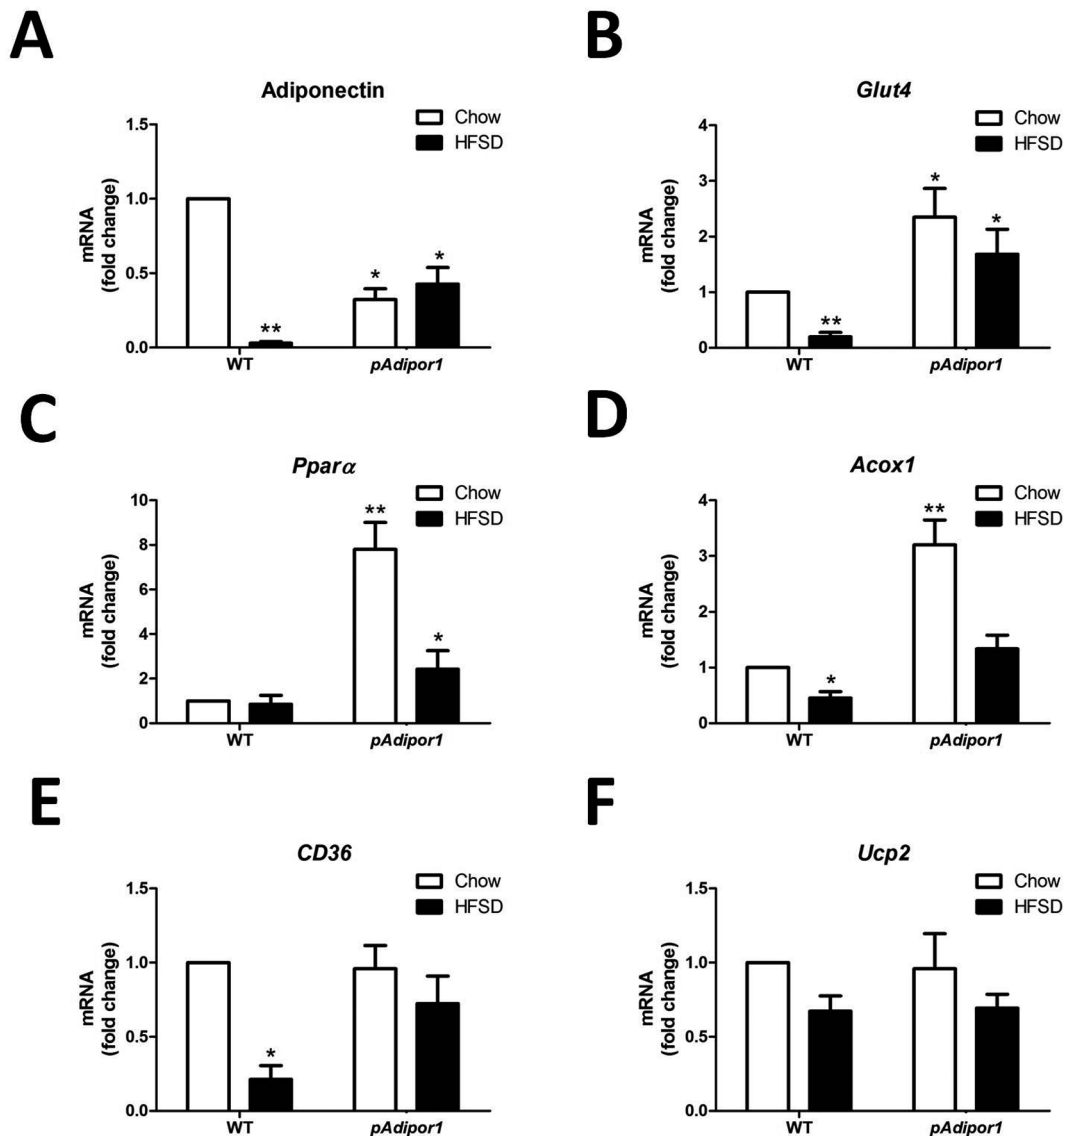 A
Adiponectin
Chow
HFSD
mRNA
(fold change)
1.5
1.0
0.5
0.0
**
*
*
WT
pAdipor1
B
Glut4
Chow
HFSD
mRNA
(fold change)
4
3
2
1
0
**
*
*
WT
pAdipor1
C
Pparα
Chow
HFSD
mRNA
(fold change)
10
8
6
4
2
0
**
*
WT
pAdipor1
D
Acox1
Chow
HFSD
mRNA
(fold change)
4
3
2
1
0
*
**
WT
pAdipor1
E
CD36
Chow
HFSD
mRNA
(fold change)
1.5
1.0
0.5
0.0
*
WT
pAdipor1
F
Ucp2
Chow
HFSD
mRNA
(fold change)
1.5
1.0
0.5
0.0
WT
pAdipor1